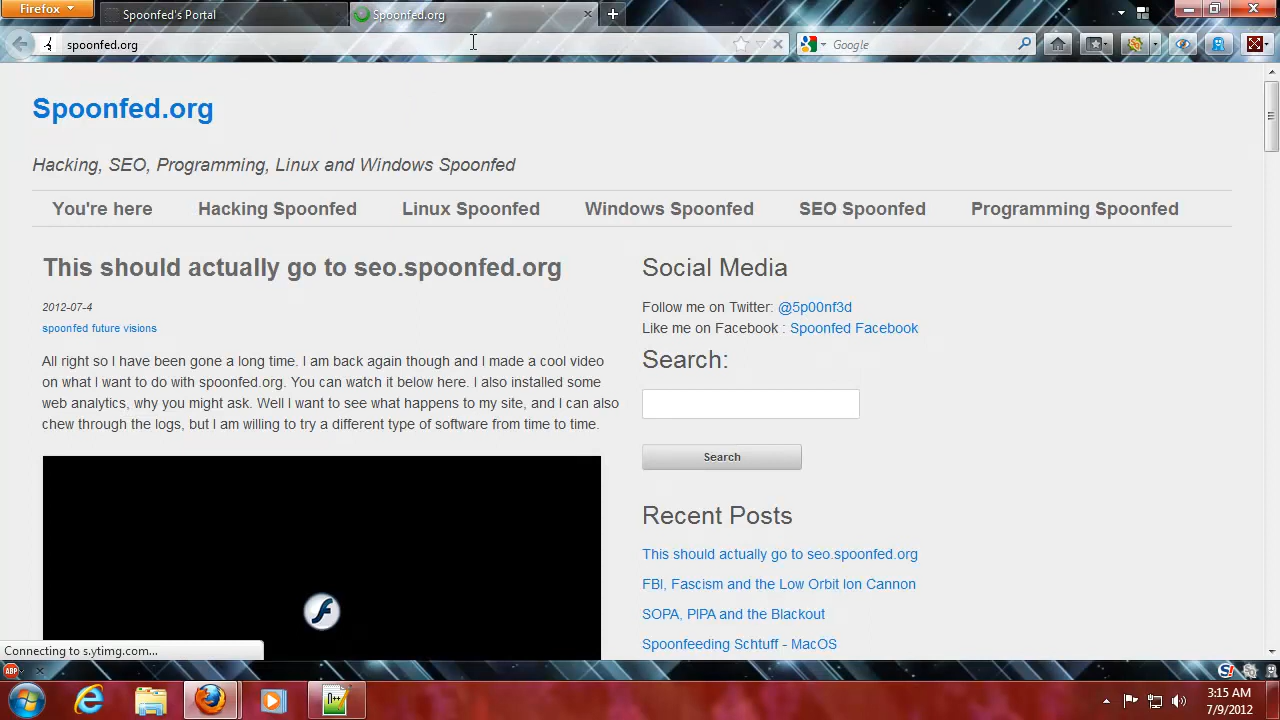 Firefox
Spoonfed's Portal
Spoonfed.org
spoonfed.org
Google
Spoonfed.org
Hacking, SEO, Programming, Linux and Windows Spoonfed
You're here
Hacking Spoonfed
Linux Spoonfed
Windows Spoonfed
SEO Spoonfed
Programming Spoonfed
This should actually go to seo.spoonfed.org
2012-07-4
spoonfed future visions
All right so I have been gone a long time. I am back again though and I made a cool video
on what I want to do with spoonfed.org. You can watch it below here. I also installed some
web analytics, why you might ask. Well I want to see what happens to my site, and I can also
chew through the logs, but I am willing to try a different type of software from time to time.
Social Media
Follow me on Twitter: @5p00nf3d
Like me on Facebook : Spoonfed Facebook
Search:
Search
Recent Posts
This should actually go to seo.spoonfed.org
FBI, Fascism and the Low Orbit Ion Cannon
SOPA, PIPA and the Blackout
Spoonfeeding Schtuff - MacOS
Connecting to s.ytimg.com...
ABP
3:15 AM
7/9/2012